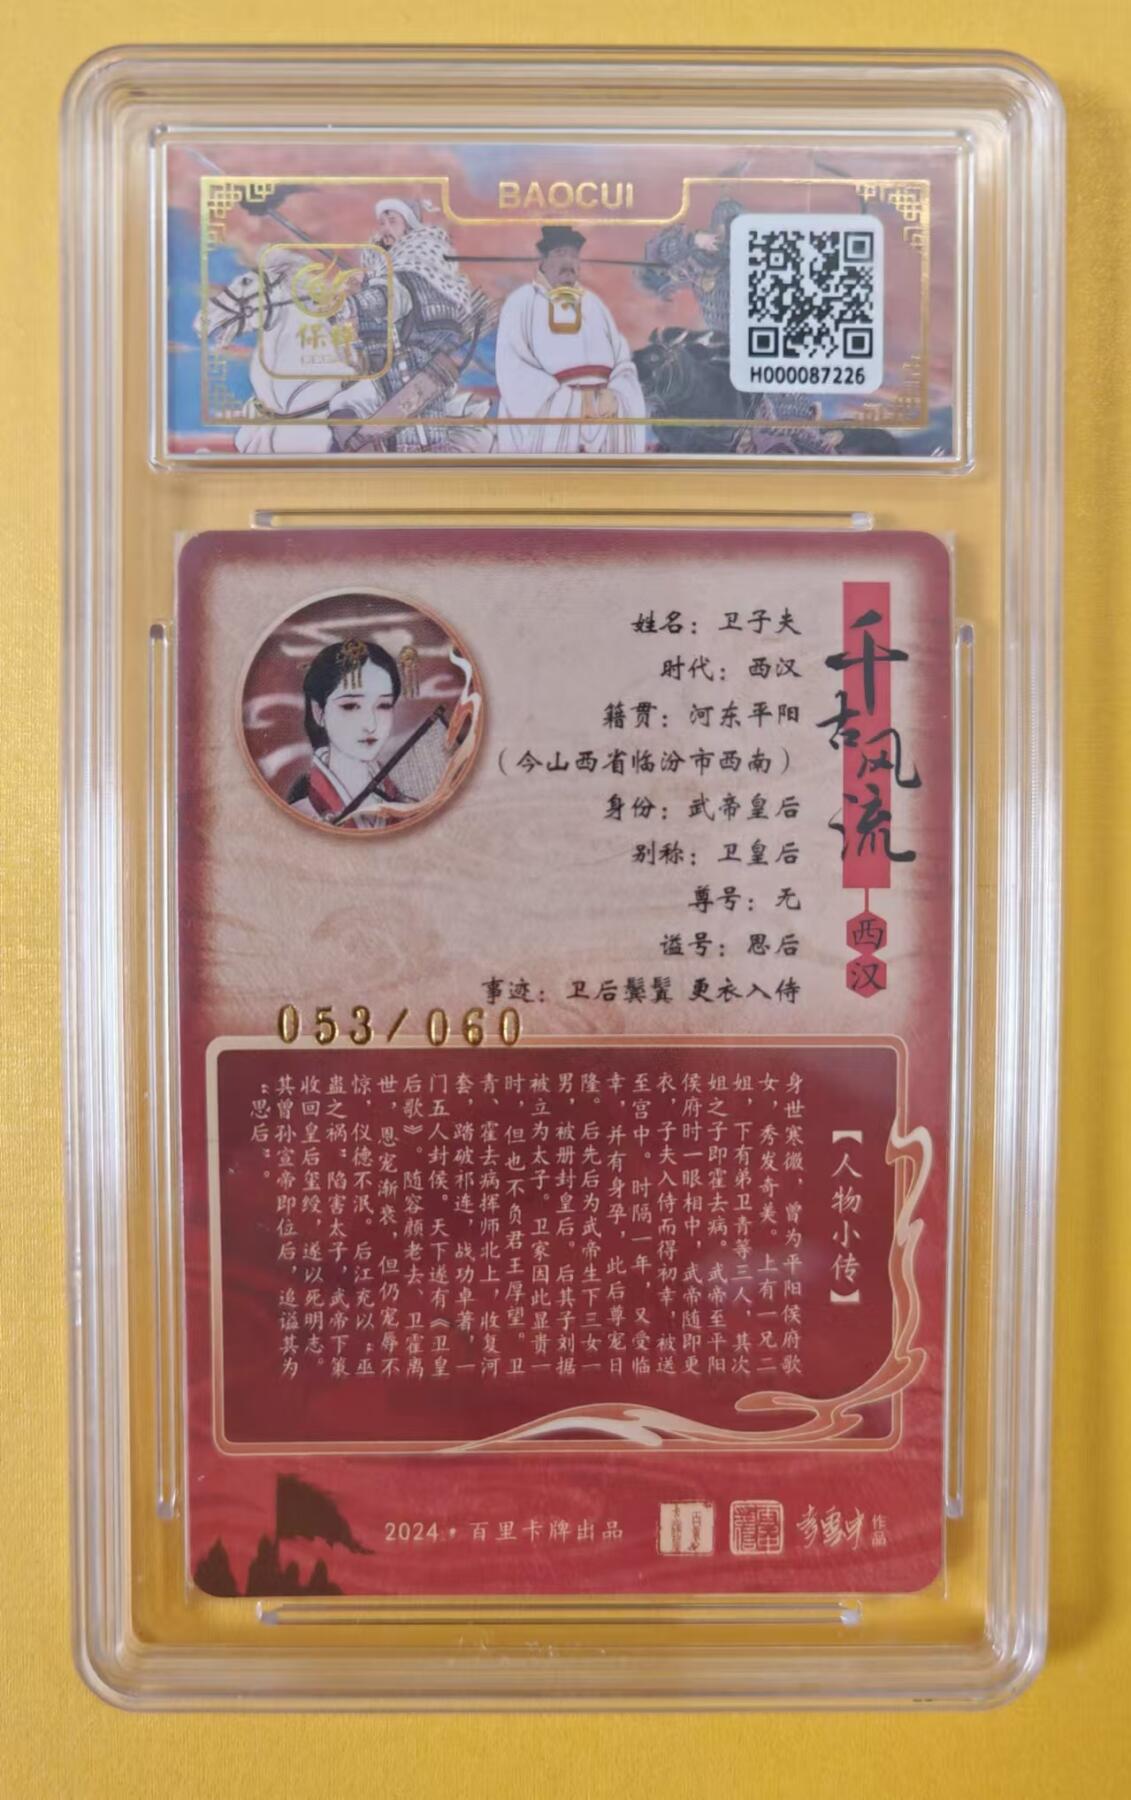 BAOCUI
保粹
H000087226
千古风流
西汉
姓名：卫子夫
时代：西汉
籍贯：河东平阳
（今山西省临汾市西南）
身份：武帝皇后
别称：卫皇后
尊号：无
谥号：思后
事迹：卫后鬓鬒 更衣入侍
053/060
【人物小传】
身世寒微，曾为平阳侯府歌
女，秀发奇美。上有一兄二
姐，下有弟卫青等三人，其次
姐之子即霍去病。武帝至平阳
侯府时一眼相中，武帝随即更
衣，子夫入侍而得初幸，被送
至宫中。时隔一年，又受临
幸，并有身孕，此后尊宠日
隆。后先后为武帝生下三女一
男，被册封皇后。后其子刘据
被立为太子。卫家因此显贵一
时，但也不负君王厚望。卫
青、霍去病挥师北上，收复河
套，踏破祁连，战功卓著，一
门五人封侯。天下遂有《卫皇
后歌》。随容颜老去、卫霍离
世，恩宠渐衰，但仍宠辱不
惊，仪德不泯。后江充以“巫
蛊之祸”陷害太子，武帝下策
收回皇后玺绶，遂以死明志。
其曾孙宣帝即位后，追谥其为
“思后”。
2024·百里卡牌出品
李云中作品